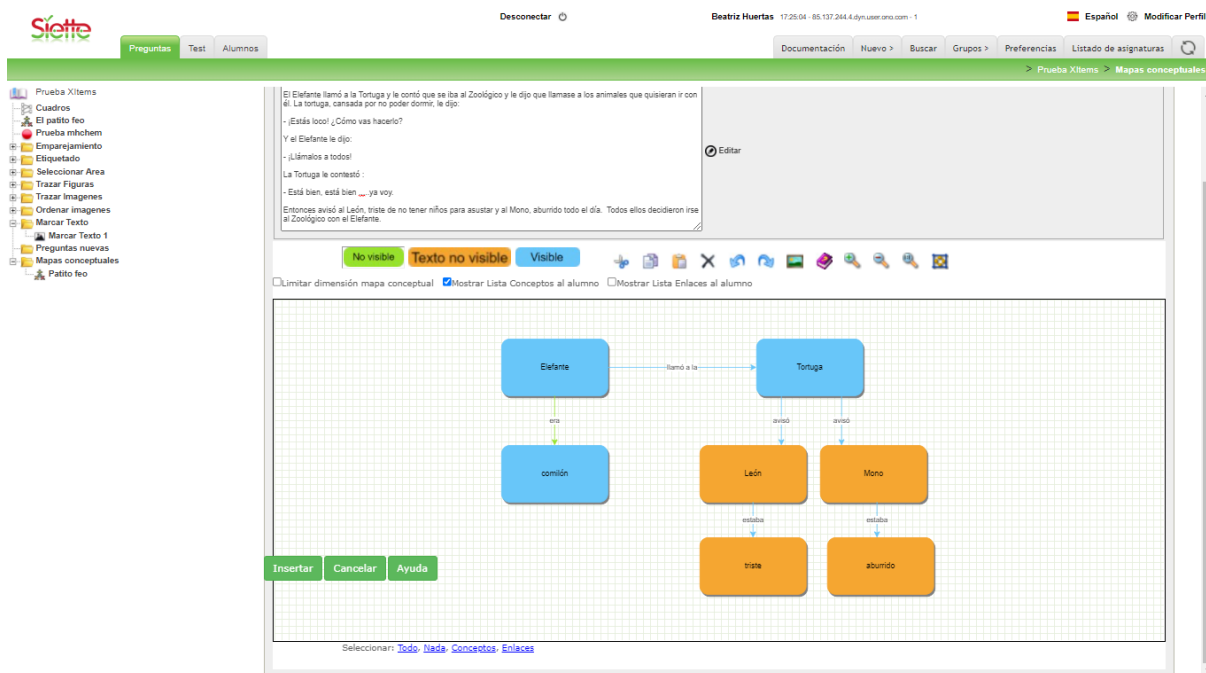 Siette
Desconectar
Beatriz Huertas 17:25:04 - 85.137.244.4.dyn.user.ono.com - 1
Español Modificar Perfil
Preguntas Test Alumnos
Documentación Nuevo > Buscar Grupos > Preferencias Listado de asignaturas
> Prueba XItems > Mapas conceptuales
Prueba XItems
Cuadros
El patito feo
Prueba mhchem
Emparejamiento
Etiquetado
Seleccionar Area
Trazar Figuras
Trazar Imagenes
Ordenar imagenes
Marcar Texto
Marcar Texto 1
Preguntas nuevas
Mapas conceptuales
Patito feo
El Elefante llamó a la Tortuga y le contó que se iba al Zoológico y le dijo que llamase a los animales que quisieran ir con
él. La tortuga, cansada por no poder dormir, le dijo:
- ¡Estás loco! ¿Cómo vas hacerlo?
Y el Elefante le dijo:
- ¡Llámalos a todos!
La Tortuga le contestó :
- Está bien, está bien ,,,..ya voy.
Entonces avisó al León, triste de no tener niños para asustar y al Mono, aburrido todo el día. Todos ellos decidieron irse
al Zoológico con el Elefante.
Editar
No visible Texto no visible Visible
Limitar dimensión mapa conceptual Mostrar Lista Conceptos al alumno Mostrar Lista Enlaces al alumno
Elefante llamó a la Tortuga
era avisó avisó
comilón León Mono
estaba estaba
triste aburrido
Insertar Cancelar Ayuda
Seleccionar: Todo, Nada, Conceptos, Enlaces